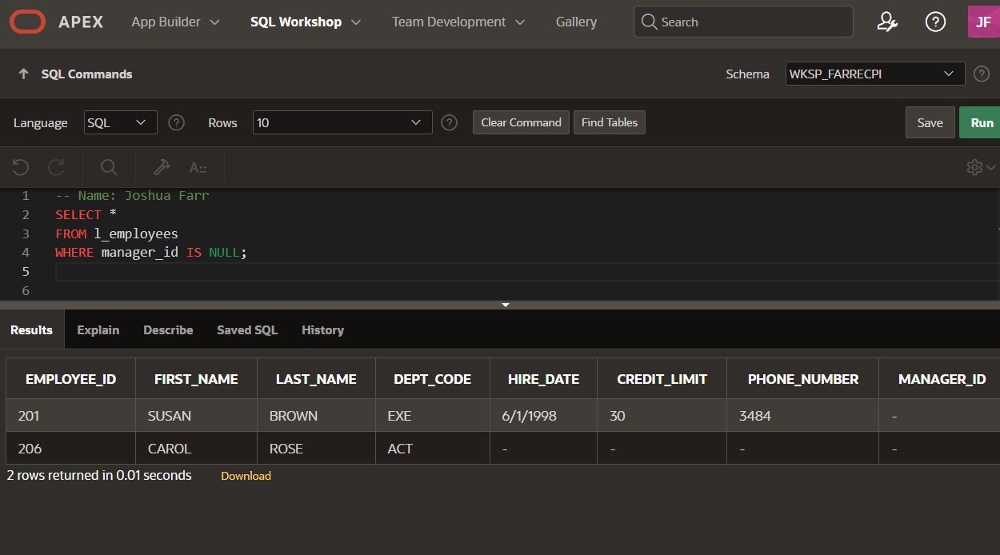 APEX App Builder SQL Workshop Team Development Gallery Search ? JF
SQL Commands Schema WKSP_FARRECPI ?
Language SQL ? Rows 10 ? Clear Command Find Tables Save Run
A::
1 -- Name: Joshua Farr
2 SELECT *
3 FROM l_employees
4 WHERE manager_id IS NULL;
5
6
Results Explain Describe Saved SQL History
EMPLOYEE_ID FIRST_NAME LAST_NAME DEPT_CODE HIRE_DATE CREDIT_LIMIT PHONE_NUMBER MANAGER_ID
201 SUSAN BROWN EXE 6/1/1998 30 3484 -
206 CAROL ROSE ACT - - - -
2 rows returned in 0.01 seconds Download